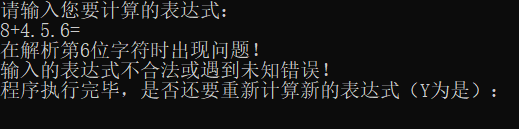 请输入您要计算的表达式：
8+4.5.6=
在解析第6位字符时出现问题！
输入的表达式不合法或遇到未知错误！
程序执行完毕，是否还要重新计算新的表达式（Y为是）：